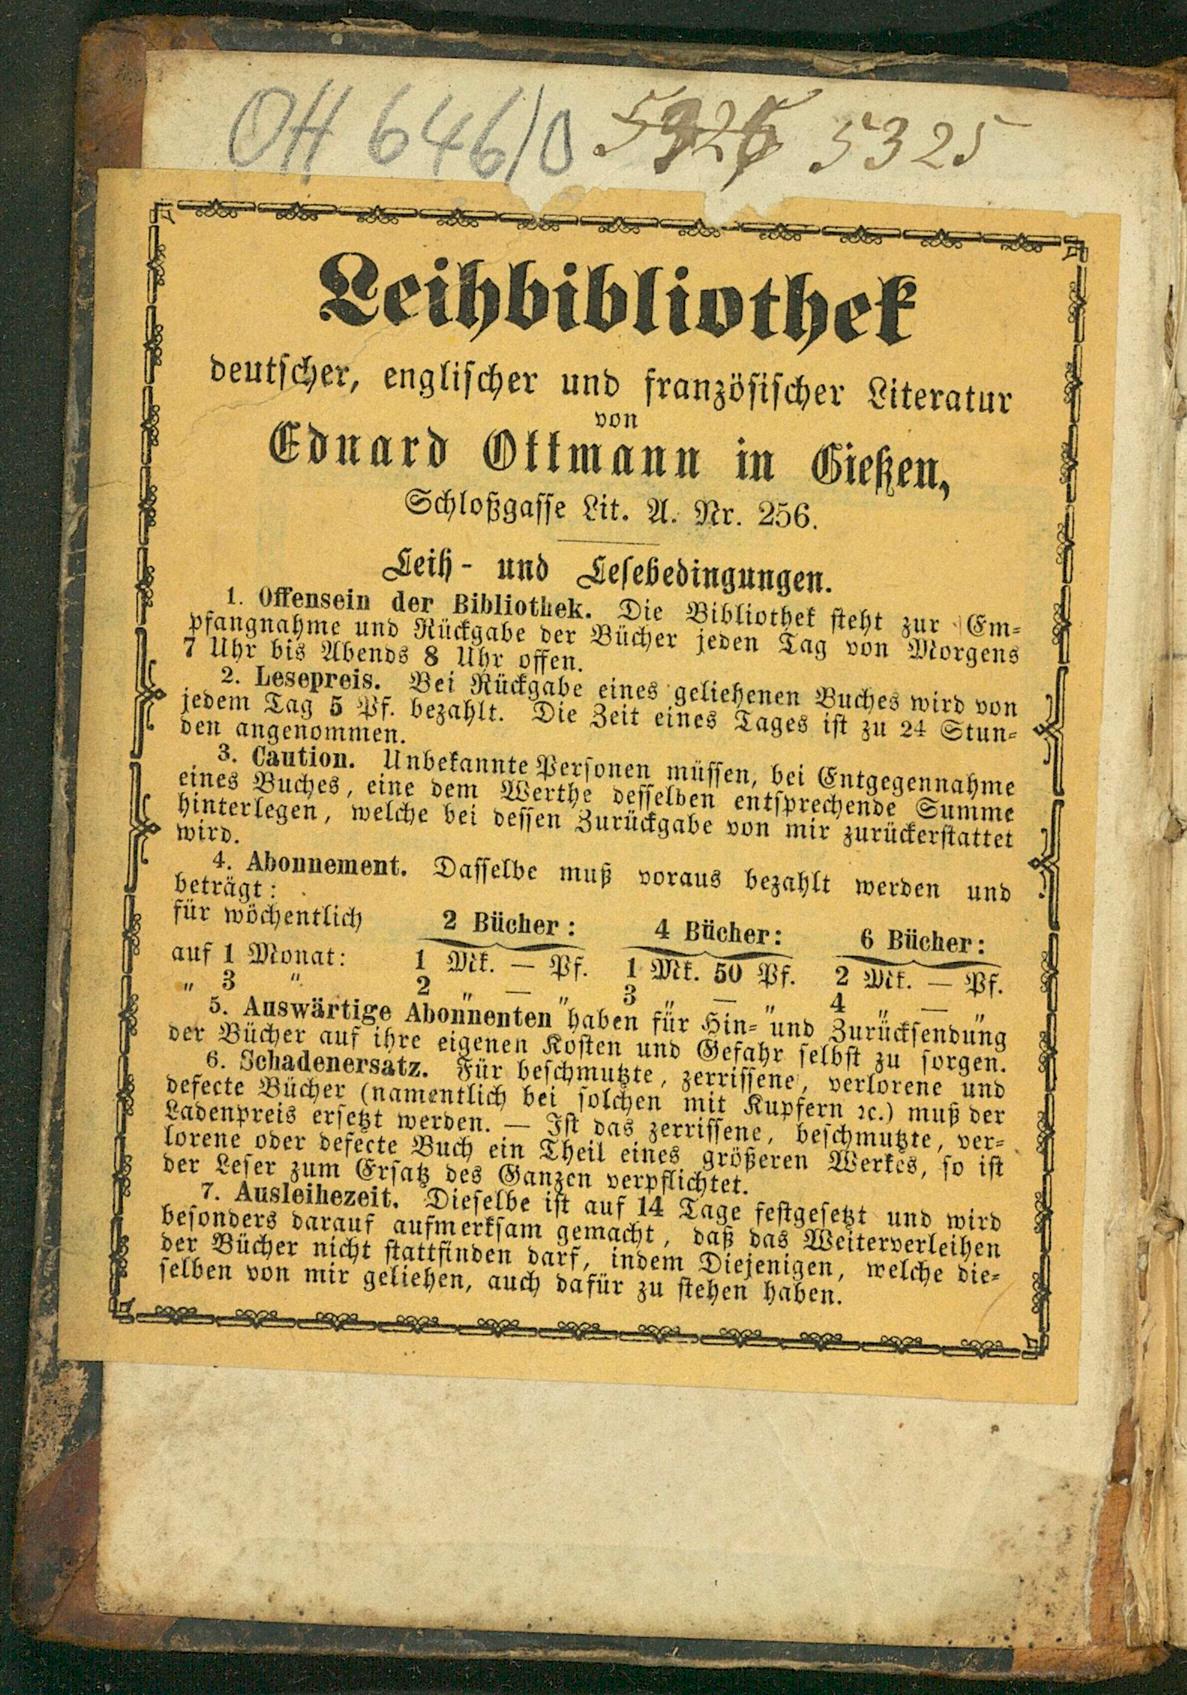 OH 646/0 5325
Leihbibliothek
deutscher, englischer und französischer Literatur
von
Eduard Ottmann in Gießen,
Schloßgasse Lit. A. Nr. 256.
Leih- und Lesebedingungen.
1. Offensein der Bibliothek. Die Bibliothek steht zur Em-
pfangnahme und Rückgabe der Bücher jeden Tag von Morgens
7 Uhr bis Abends 8 Uhr offen.
2. Lesepreis. Bei Rückgabe eines geliehenen Buches wird von
jedem Tag 5 Pf. bezahlt. Die Zeit eines Tages ist zu 24 Stun-
den angenommen.
3. Caution. Unbekannte Personen müssen, bei Entgegennahme
eines Buches, eine dem Werthe desselben entsprechende Summe
hinterlegen, welche bei dessen Zurückgabe von mir zurückerstattet
wird.
4. Abonnement. Dasselbe muß voraus bezahlt werden und
beträgt:
für wöchentlich 2 Bücher: 4 Bücher: 6 Bücher:
auf 1 Monat: 1 Mk. — Pf. 1 Mk. 50 Pf. 2 Mk. — Pf.
„ 3 „ 2 „ — „ 3 „ — „ 4 „ — „
5. Auswärtige Abonnenten haben für Hin- und Zurücksendung
der Bücher auf ihre eigenen Kosten und Gefahr selbst zu sorgen.
6. Schadenersatz. Für beschmutzte, zerrissene, verlorene und
defecte Bücher (namentlich bei solchen mit Kupfern ꝛc.) muß der
Ladenpreis ersetzt werden. — Ist das zerrissene, beschmutzte, ver-
lorene oder defecte Buch ein Theil eines größeren Werkes, so ist
der Leser zum Ersatz des Ganzen verpflichtet.
7. Ausleihezeit. Dieselbe ist auf 14 Tage festgesetzt und wird
besonders darauf aufmerksam gemacht, daß das Weiterverleihen
der Bücher nicht stattfinden darf, indem Diejenigen, welche die-
selben von mir geliehen, auch dafür zu stehen haben.